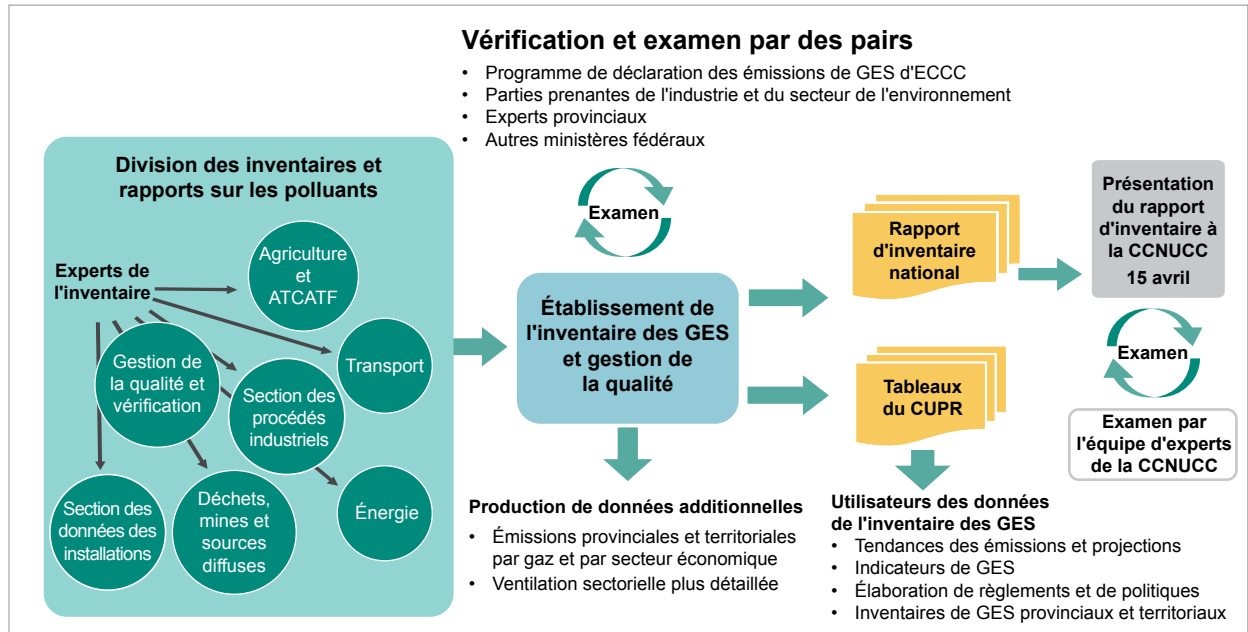 Vérification et examen par des pairs
• Programme de déclaration des émissions de GES d'ECCC
• Parties prenantes de l'industrie et du secteur de l'environnement
• Experts provinciaux
• Autres ministères fédéraux
Division des inventaires et
rapports sur les polluants
Experts de
l'inventaire
Agriculture
et
ATCATF
Gestion de
la qualité et
vérification
Section des
procédés
industriels
Transport
Section des
données des
installations
Déchets,
mines et
sources
diffuses
Énergie
Examen
Établissement de
l'inventaire des GES
et gestion de
la qualité
Production de données additionnelles
• Émissions provinciales et territoriales
par gaz et par secteur économique
• Ventilation sectorielle plus détaillée
Rapport
d'inventaire
national
Tableaux
du CUPR
Utilisateurs des données
de l'inventaire des GES
• Tendances des émissions et projections
• Indicateurs de GES
• Élaboration de règlements et de politiques
• Inventaires de GES provinciaux et territoriaux
Présentation
du rapport
d'inventaire à
la CCNUCC
15 avril
Examen
Examen par
l'équipe d'experts
de la CCNUCC